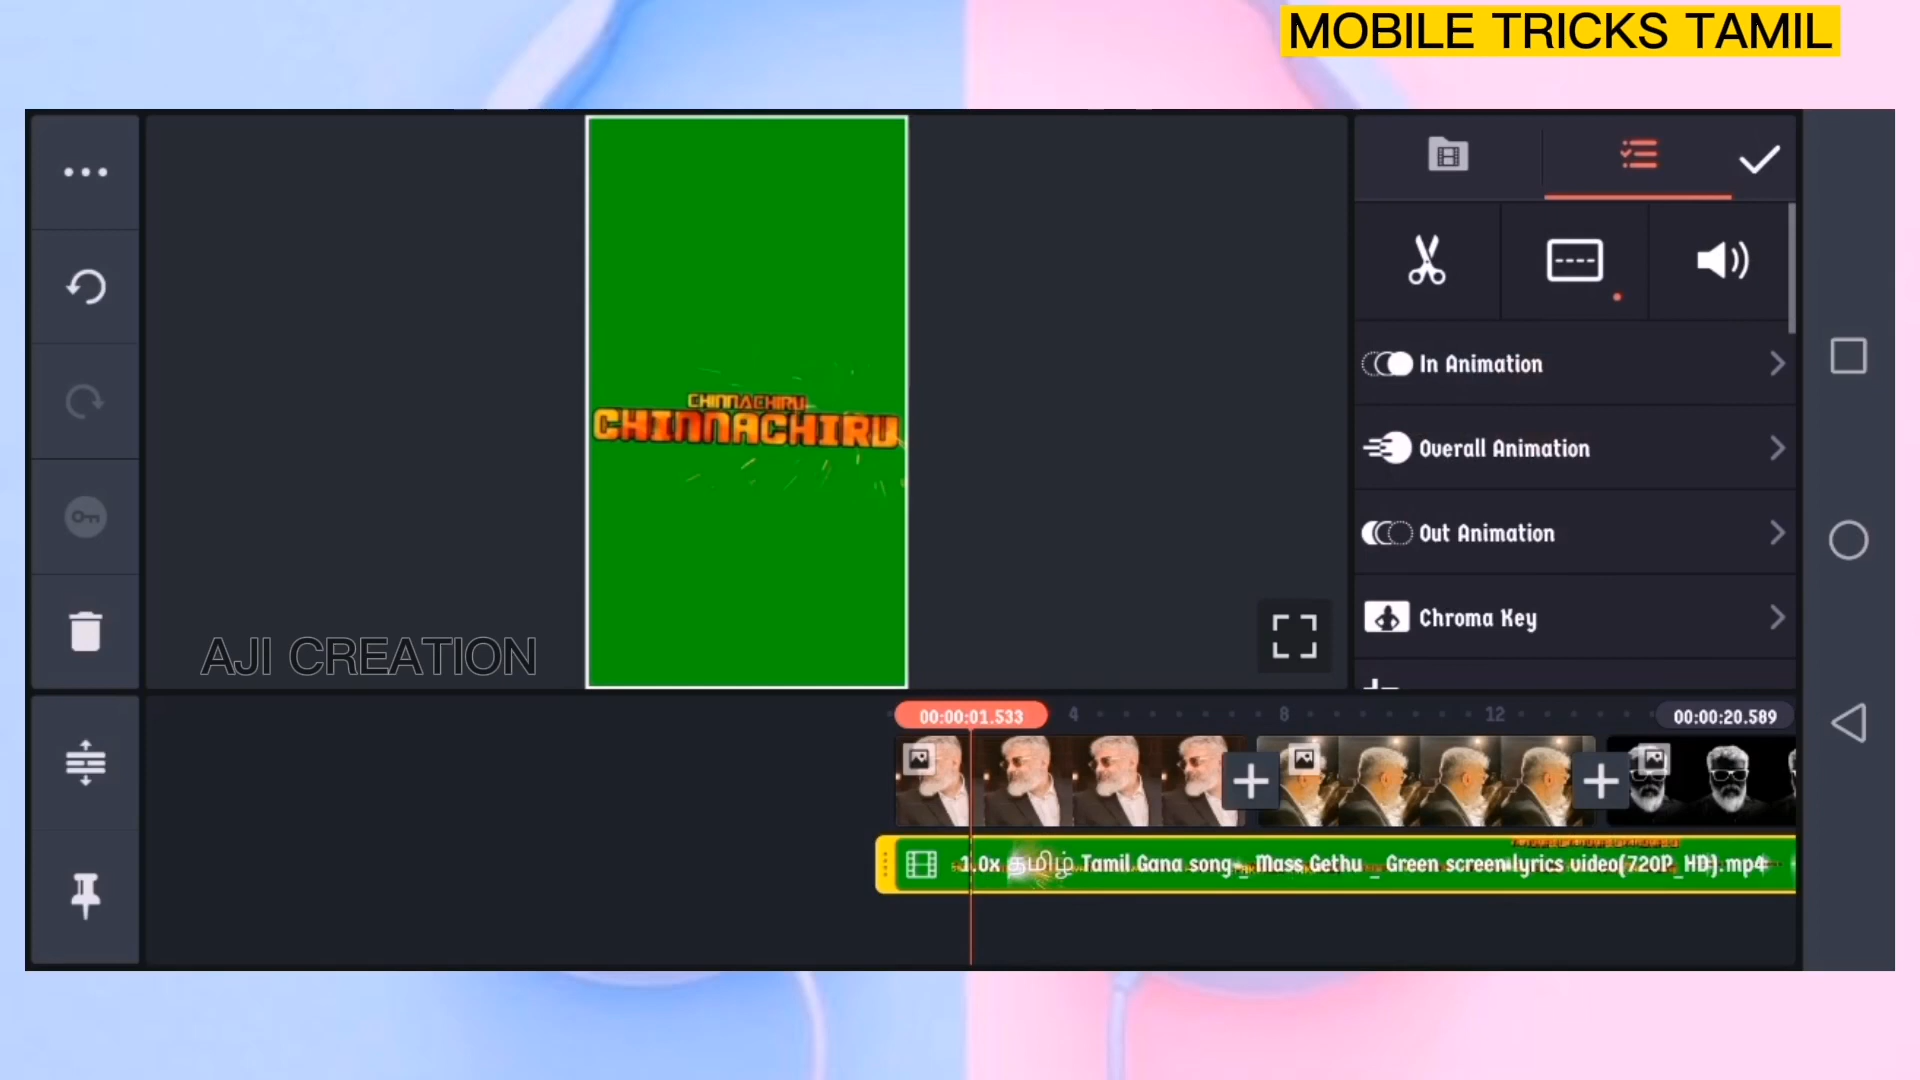 MOBILE TRICKS TAMIL
CHINNACHIRU
CHINNACHIRU
In Animation
Overall Animation
Out Animation
Chroma Key
AJI CREATION
00:00:01.533
4
8
12
00:00:20.589
1.0x தமிழ் Tamil Gana song_ Mass Gethu _ Green screen lyrics video(720P_HD).mp4